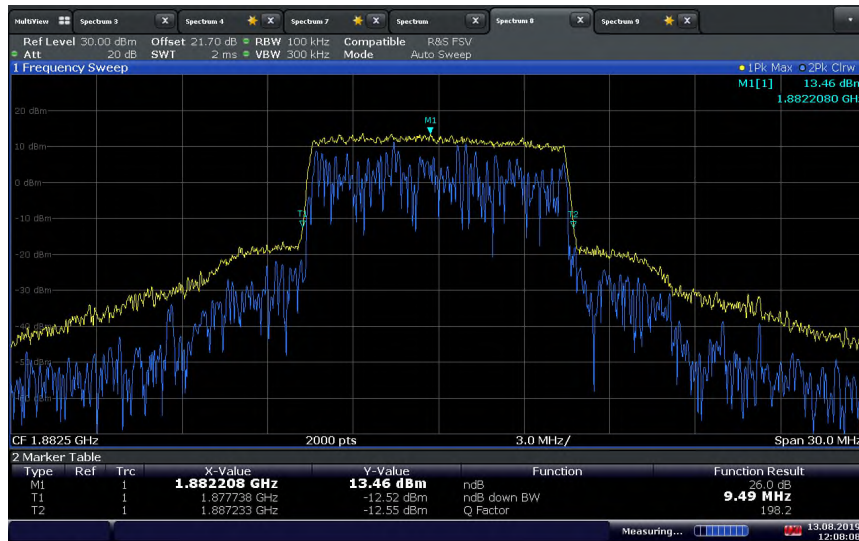 MultiView Spectrum 3 X Spectrum 4 X Spectrum 7 X Spectrum X Spectrum 8 X Spectrum 9 X
Ref Level 30.00 dBm Offset 21.70 dB RBW 100 kHz Compatible R&S FSV
Att 20 dB SWT 2 ms VBW 300 kHz Mode Auto Sweep
1 Frequency Sweep 1Pk Max 2Pk Clrw
M1[1] 13.46 dBm
1.8822080 GHz
20 dBm
M1
10 dBm
0 dBm
T1 T2
-10 dBm
-20 dBm
-30 dBm
CF 1.8825 GHz 2000 pts 3.0 MHz/ Span 30.0 MHz
2 Marker Table
Type Ref Trc X-Value Y-Value Function Function Result
M1 1 1.882208 GHz 13.46 dBm ndB 26.0 dB
T1 1 1.877738 GHz -12.52 dBm ndB down BW 9.49 MHz
T2 1 1.887233 GHz -12.55 dBm Q Factor 198.2
Measuring... 13.08.2019
12:08:08